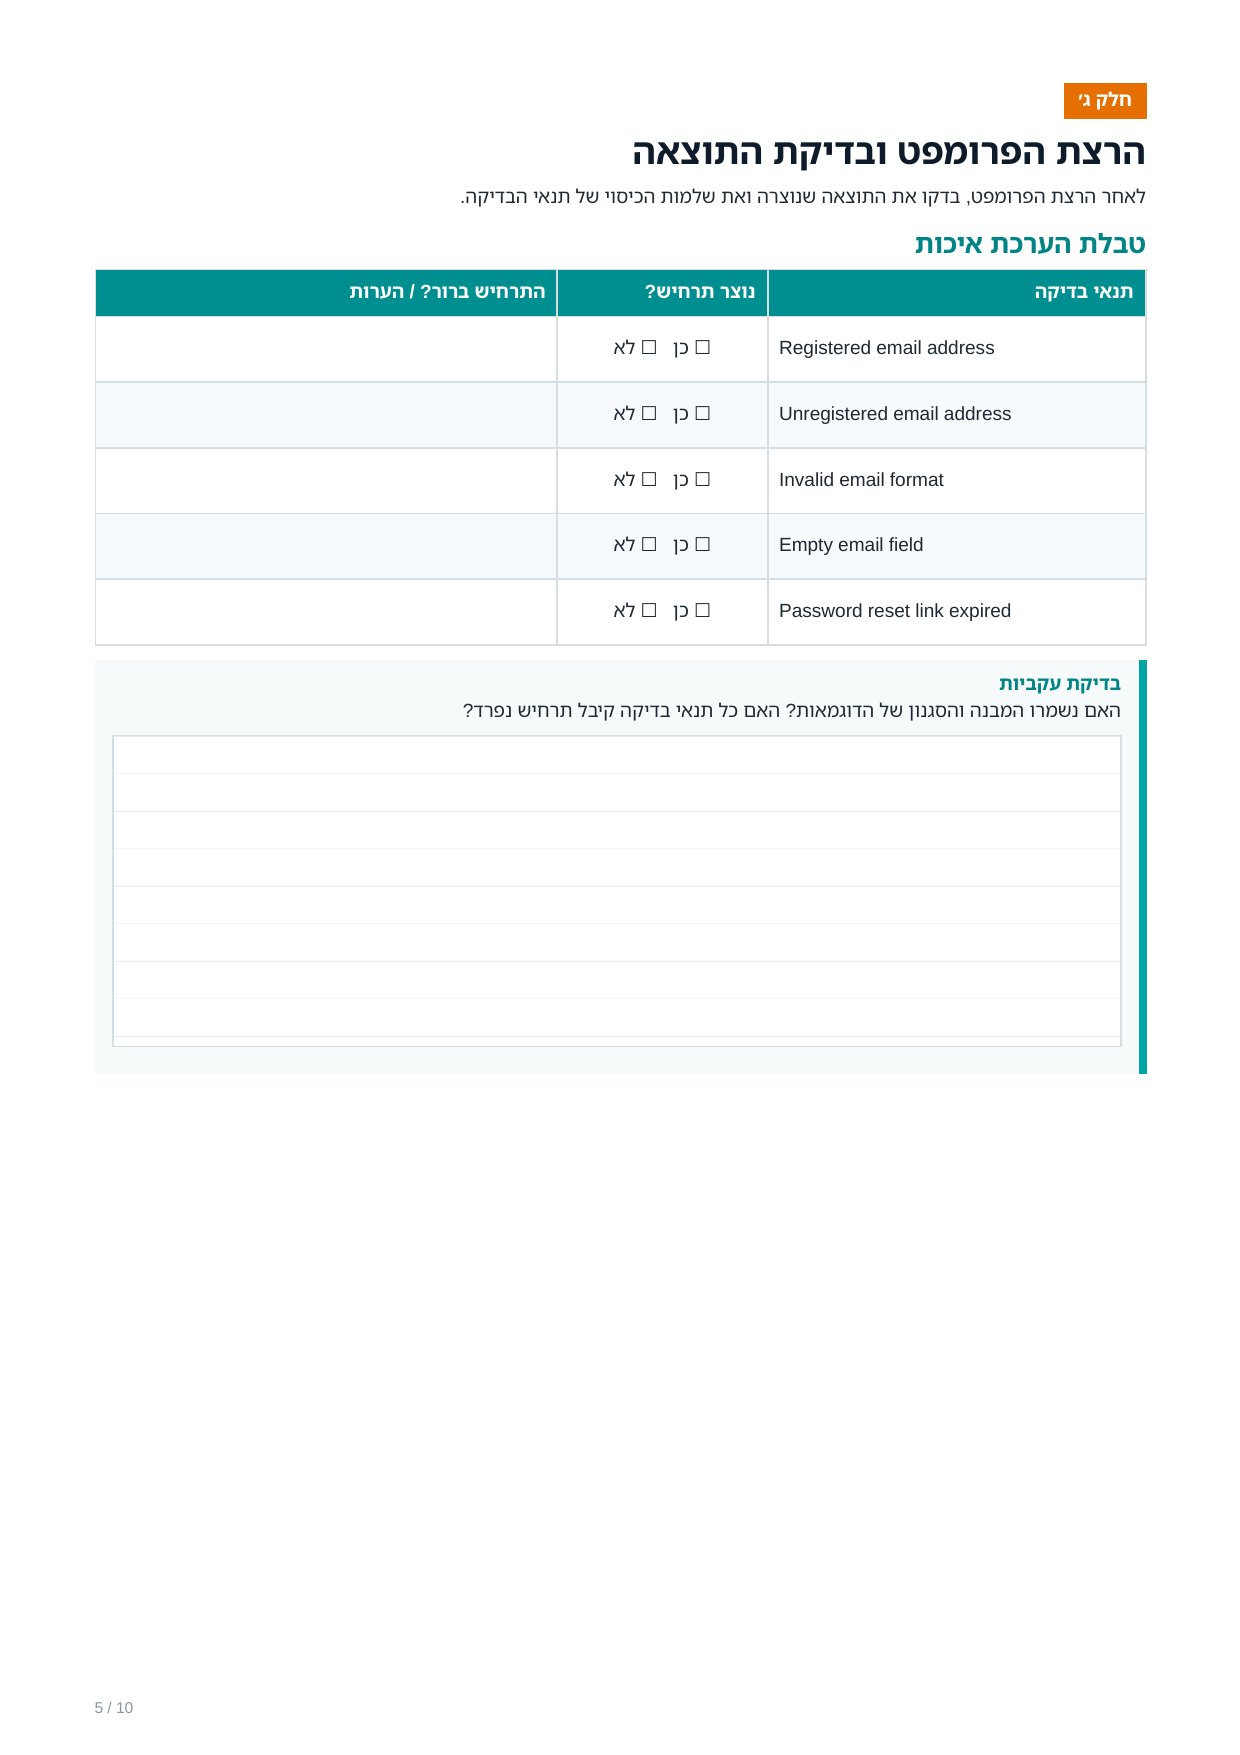 חלק ג׳
הרצת הפרומפט ובדיקת התוצאה
לאחר הרצת הפרומפט, בדקו את התוצאה שנוצרה ואת שלמות הכיסוי של תנאי הבדיקה.
טבלת הערכת איכות
תנאי בדיקה נוצר תרחיש? התרחיש ברור? / הערות
Registered email address ☐ כן ☐ לא
Unregistered email address ☐ כן ☐ לא
Invalid email format ☐ כן ☐ לא
Empty email field ☐ כן ☐ לא
Password reset link expired ☐ כן ☐ לא
בדיקת עקביות
האם נשמרו המבנה והסגנון של הדוגמאות? האם כל תנאי בדיקה קיבל תרחיש נפרד?
5 / 10